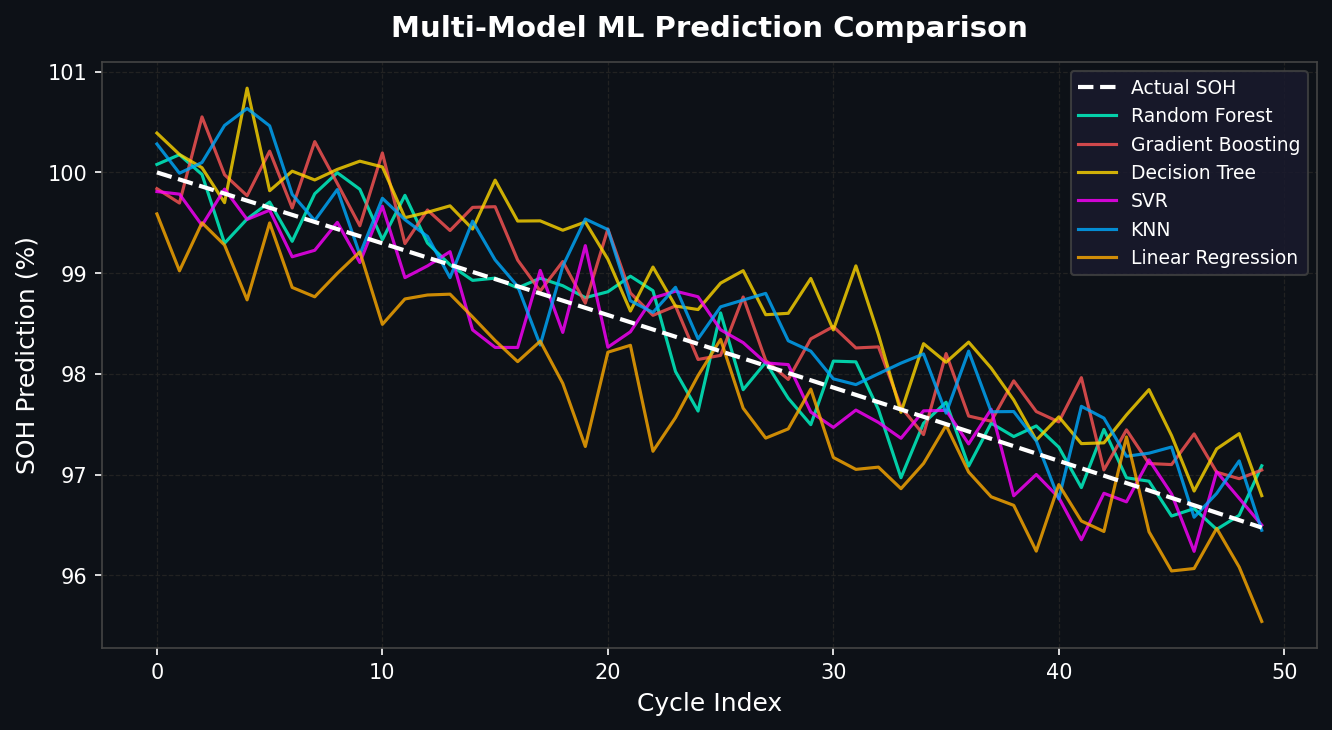 Multi-Model ML Prediction Comparison
SOH Prediction (%)
101
100
99
98
97
96
Actual SOH
Random Forest
Gradient Boosting
Decision Tree
SVR
KNN
Linear Regression
0
10
20
30
40
50
Cycle Index